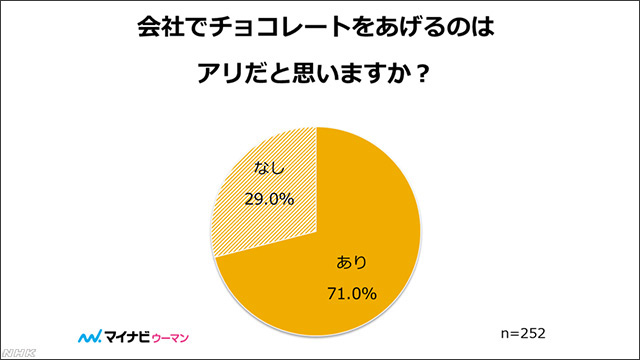 会社でチョコレートをあげるのは
アリだと思いますか？
なし
29.0%
あり
71.0%
マイナビウーマン
n=252
NHK